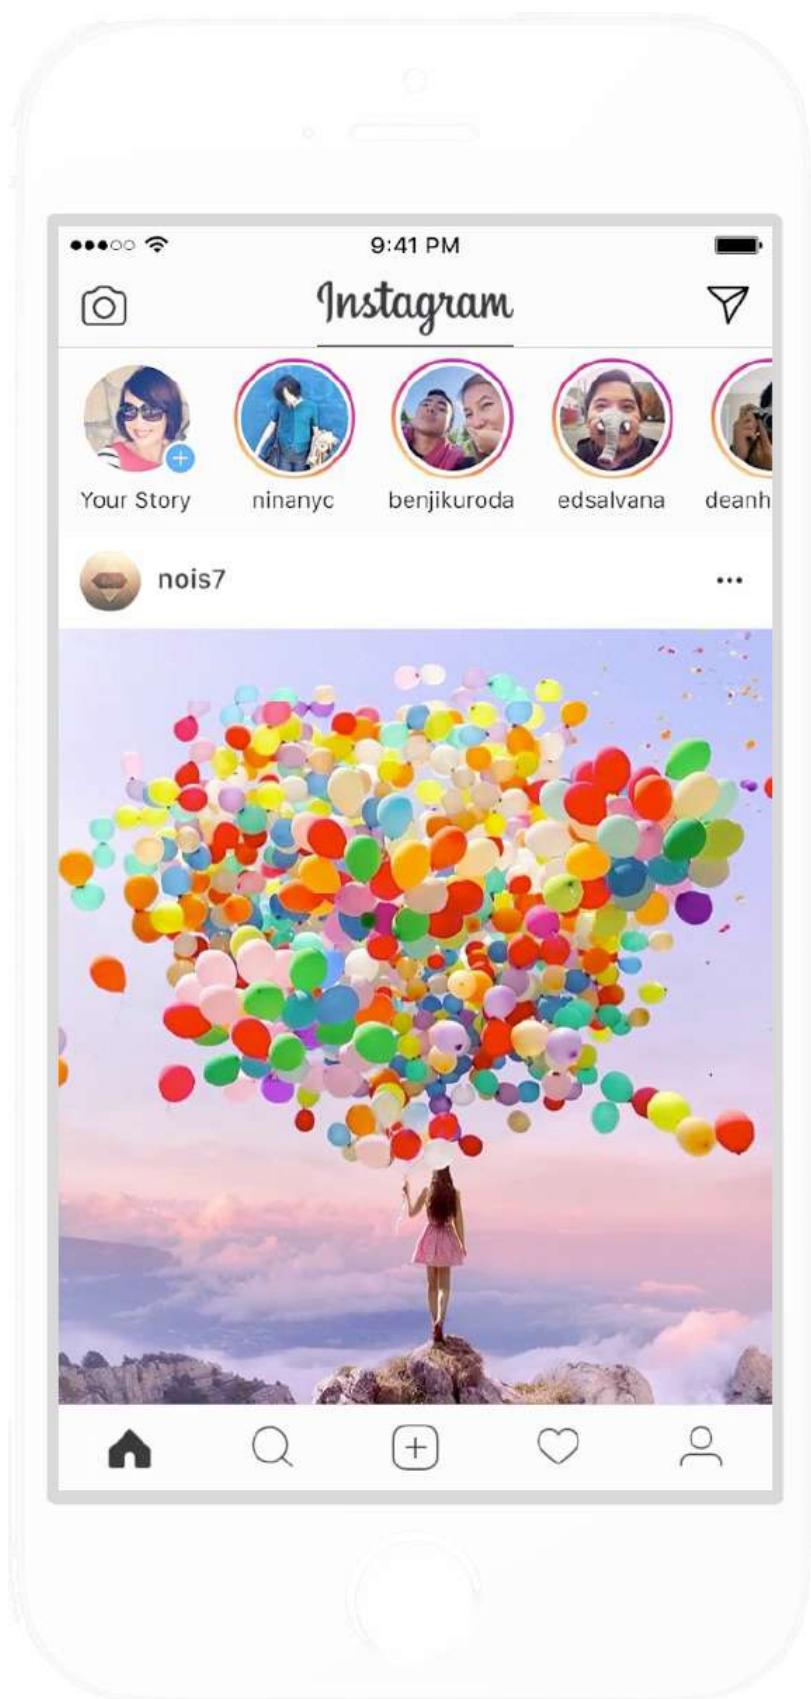 9:41 PM
Instagram
Your Story
ninanyc
benjikuroda
edsalvana
deanh
nois7